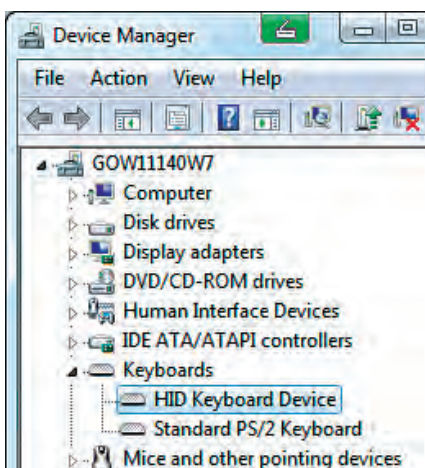 Device Manager
File Action View Help
GOW11140W7
Computer
Disk drives
Display adapters
DVD/CD-ROM drives
Human Interface Devices
IDE ATA/ATAPI controllers
Keyboards
HID Keyboard Device
Standard PS/2 Keyboard
Mice and other pointing devices